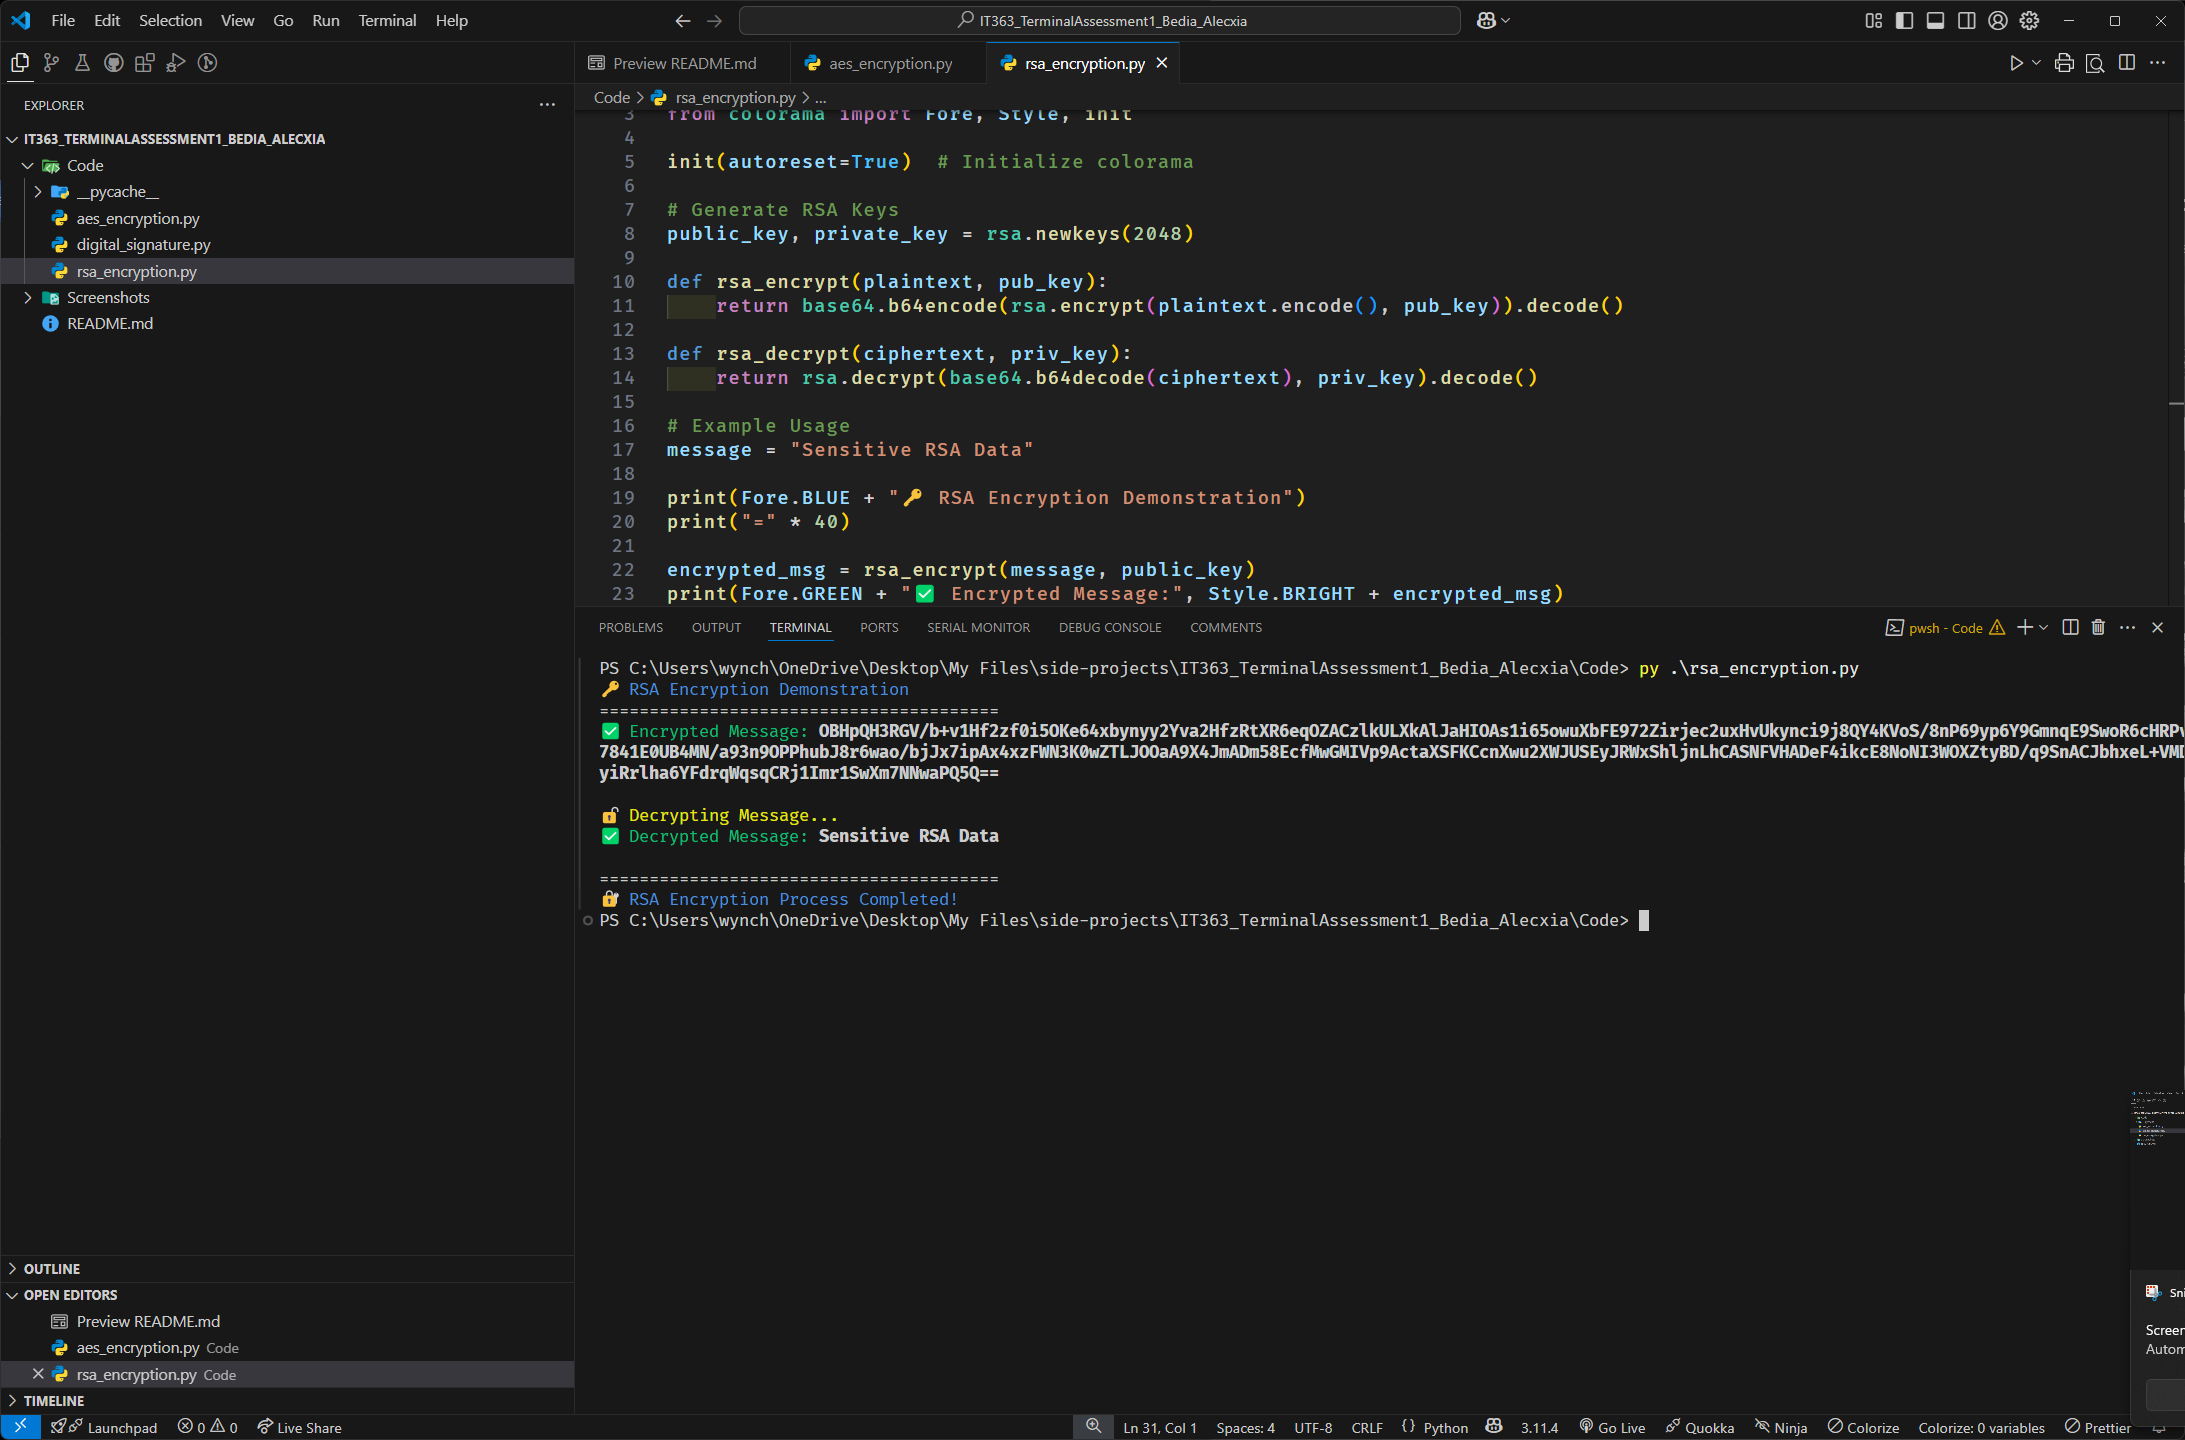 File Edit Selection View Go Run Terminal Help
IT363_TerminalAssessment1_Bedia_Alecxia
EXPLORER
IT363_TERMINALASSESSMENT1_BEDIA_ALECXIA
Code
__pycache__
aes_encryption.py
digital_signature.py
rsa_encryption.py
Screenshots
README.md
OUTLINE
OPEN EDITORS
Preview README.md
aes_encryption.py Code
rsa_encryption.py Code
TIMELINE
Preview README.md aes_encryption.py rsa_encryption.py
Code > rsa_encryption.py > ...
3 from colorama import Fore, Style, init
4
5 init(autoreset=True)  # Initialize colorama
6
7 # Generate RSA Keys
8 public_key, private_key = rsa.newkeys(2048)
9
10 def rsa_encrypt(plaintext, pub_key):
11     return base64.b64encode(rsa.encrypt(plaintext.encode(), pub_key)).decode()
12
13 def rsa_decrypt(ciphertext, priv_key):
14     return rsa.decrypt(base64.b64decode(ciphertext), priv_key).decode()
15
16 # Example Usage
17 message = "Sensitive RSA Data"
18
19 print(Fore.BLUE + "🔑 RSA Encryption Demonstration")
20 print("=" * 40)
21
22 encrypted_msg = rsa_encrypt(message, public_key)
23 print(Fore.GREEN + "✅ Encrypted Message:", Style.BRIGHT + encrypted_msg)
PROBLEMS OUTPUT TERMINAL PORTS SERIAL MONITOR DEBUG CONSOLE COMMENTS
pwsh - Code
PS C:\Users\wynch\OneDrive\Desktop\My Files\side-projects\IT363_TerminalAssessment1_Bedia_Alecxia\Code> py .\rsa_encryption.py
🔑 RSA Encryption Demonstration
========================================
✅ Encrypted Message: OBHpQH3RGV/b+v1Hf2zf0i5OKe64xbynyy2Yva2HfzRtXR6eqOZACzlkULXkAlJaHIOAs1i65owuXbFE972Zirjec2uxHvUkynci9j8QY4KVoS/8nP69yp6Y9GmnqE9SwoR6cHRPv
7841E0UB4MN/a93n9OPPhubJ8r6wao/bjJx7ipAx4xzFWN3K0wZTLJOOaA9X4JmADm58EcfMwGMIVp9ActaXSFKCcnXwu2XWJUSEyJRWxShljnLhCASNFVHADeF4ikcE8NoNI3WOXZtyBD/q9SnACJbhxeL+VMD
yiRrlha6YFdrqWqsqCRj1Imr1SwXm7NNwaPQ5Q==
🔓 Decrypting Message...
✅ Decrypted Message: Sensitive RSA Data
========================================
🔐 RSA Encryption Process Completed!
PS C:\Users\wynch\OneDrive\Desktop\My Files\side-projects\IT363_TerminalAssessment1_Bedia_Alecxia\Code>
Sni
Screen
Autom
Launchpad 0 0 Live Share Ln 31, Col 1 Spaces: 4 UTF-8 CRLF {} Python 3.11.4 Go Live Quokka Ninja Colorize Colorize: 0 variables Prettier